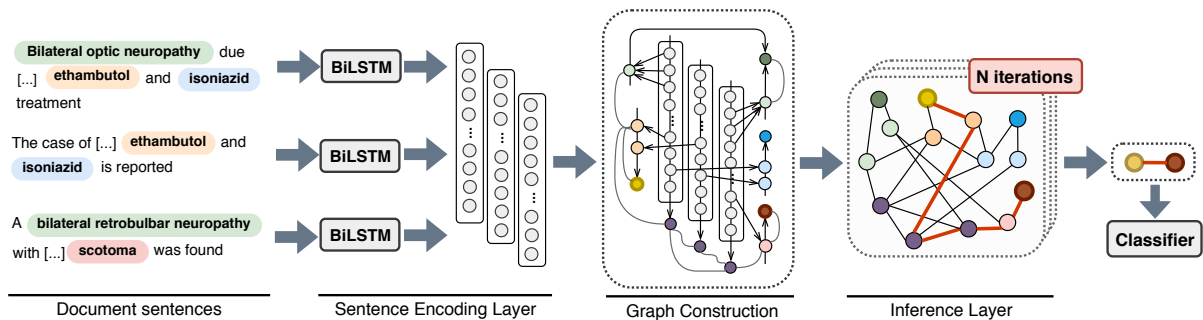 Bilateral optic neuropathy due
[...] ethambutol and isoniazid
treatment
The case of [...] ethambutol and
isoniazid is reported
A bilateral retrobulbar neuropathy
with [...] scotoma was found
BiLSTM
BiLSTM
BiLSTM
N iterations
Classifier
Document sentences
Sentence Encoding Layer
Graph Construction
Inference Layer